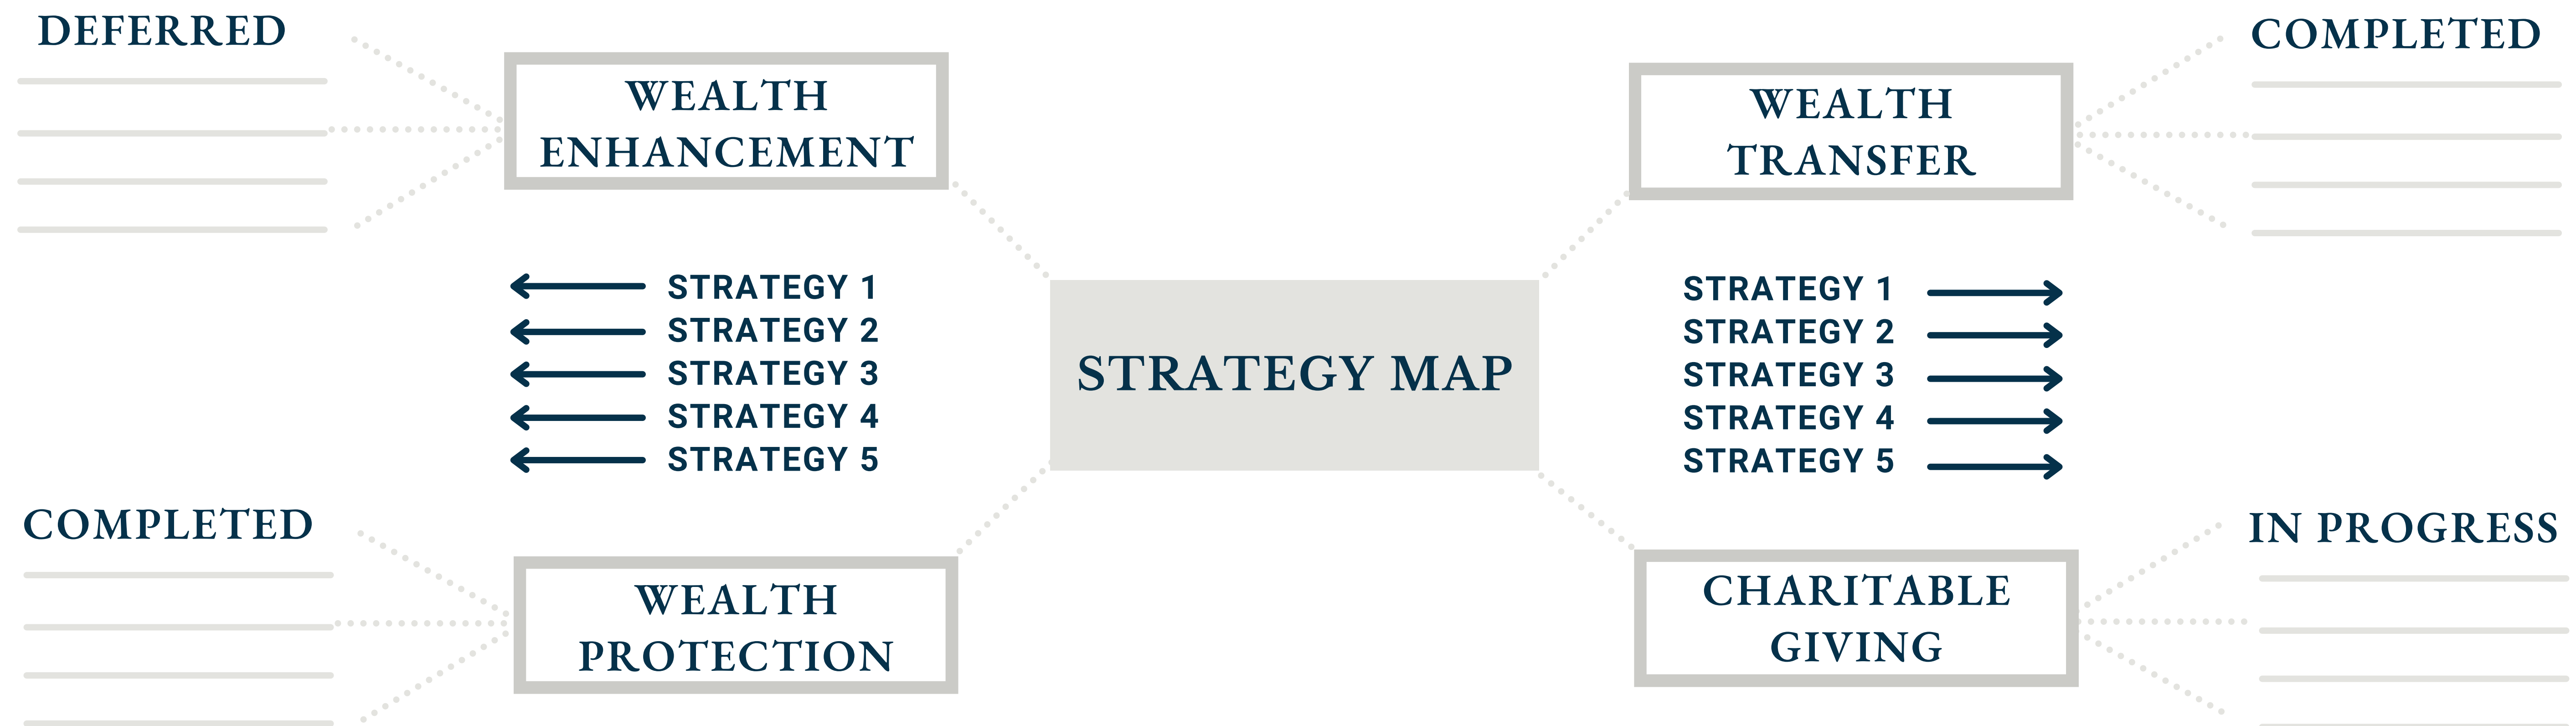 DEFERRED
WEALTH
ENHANCEMENT
STRATEGY 1
STRATEGY 2
STRATEGY 3
STRATEGY 4
STRATEGY 5
COMPLETED
WEALTH
PROTECTION
STRATEGY MAP
COMPLETED
WEALTH
TRANSFER
STRATEGY 1
STRATEGY 2
STRATEGY 3
STRATEGY 4
STRATEGY 5
IN PROGRESS
CHARITABLE
GIVING